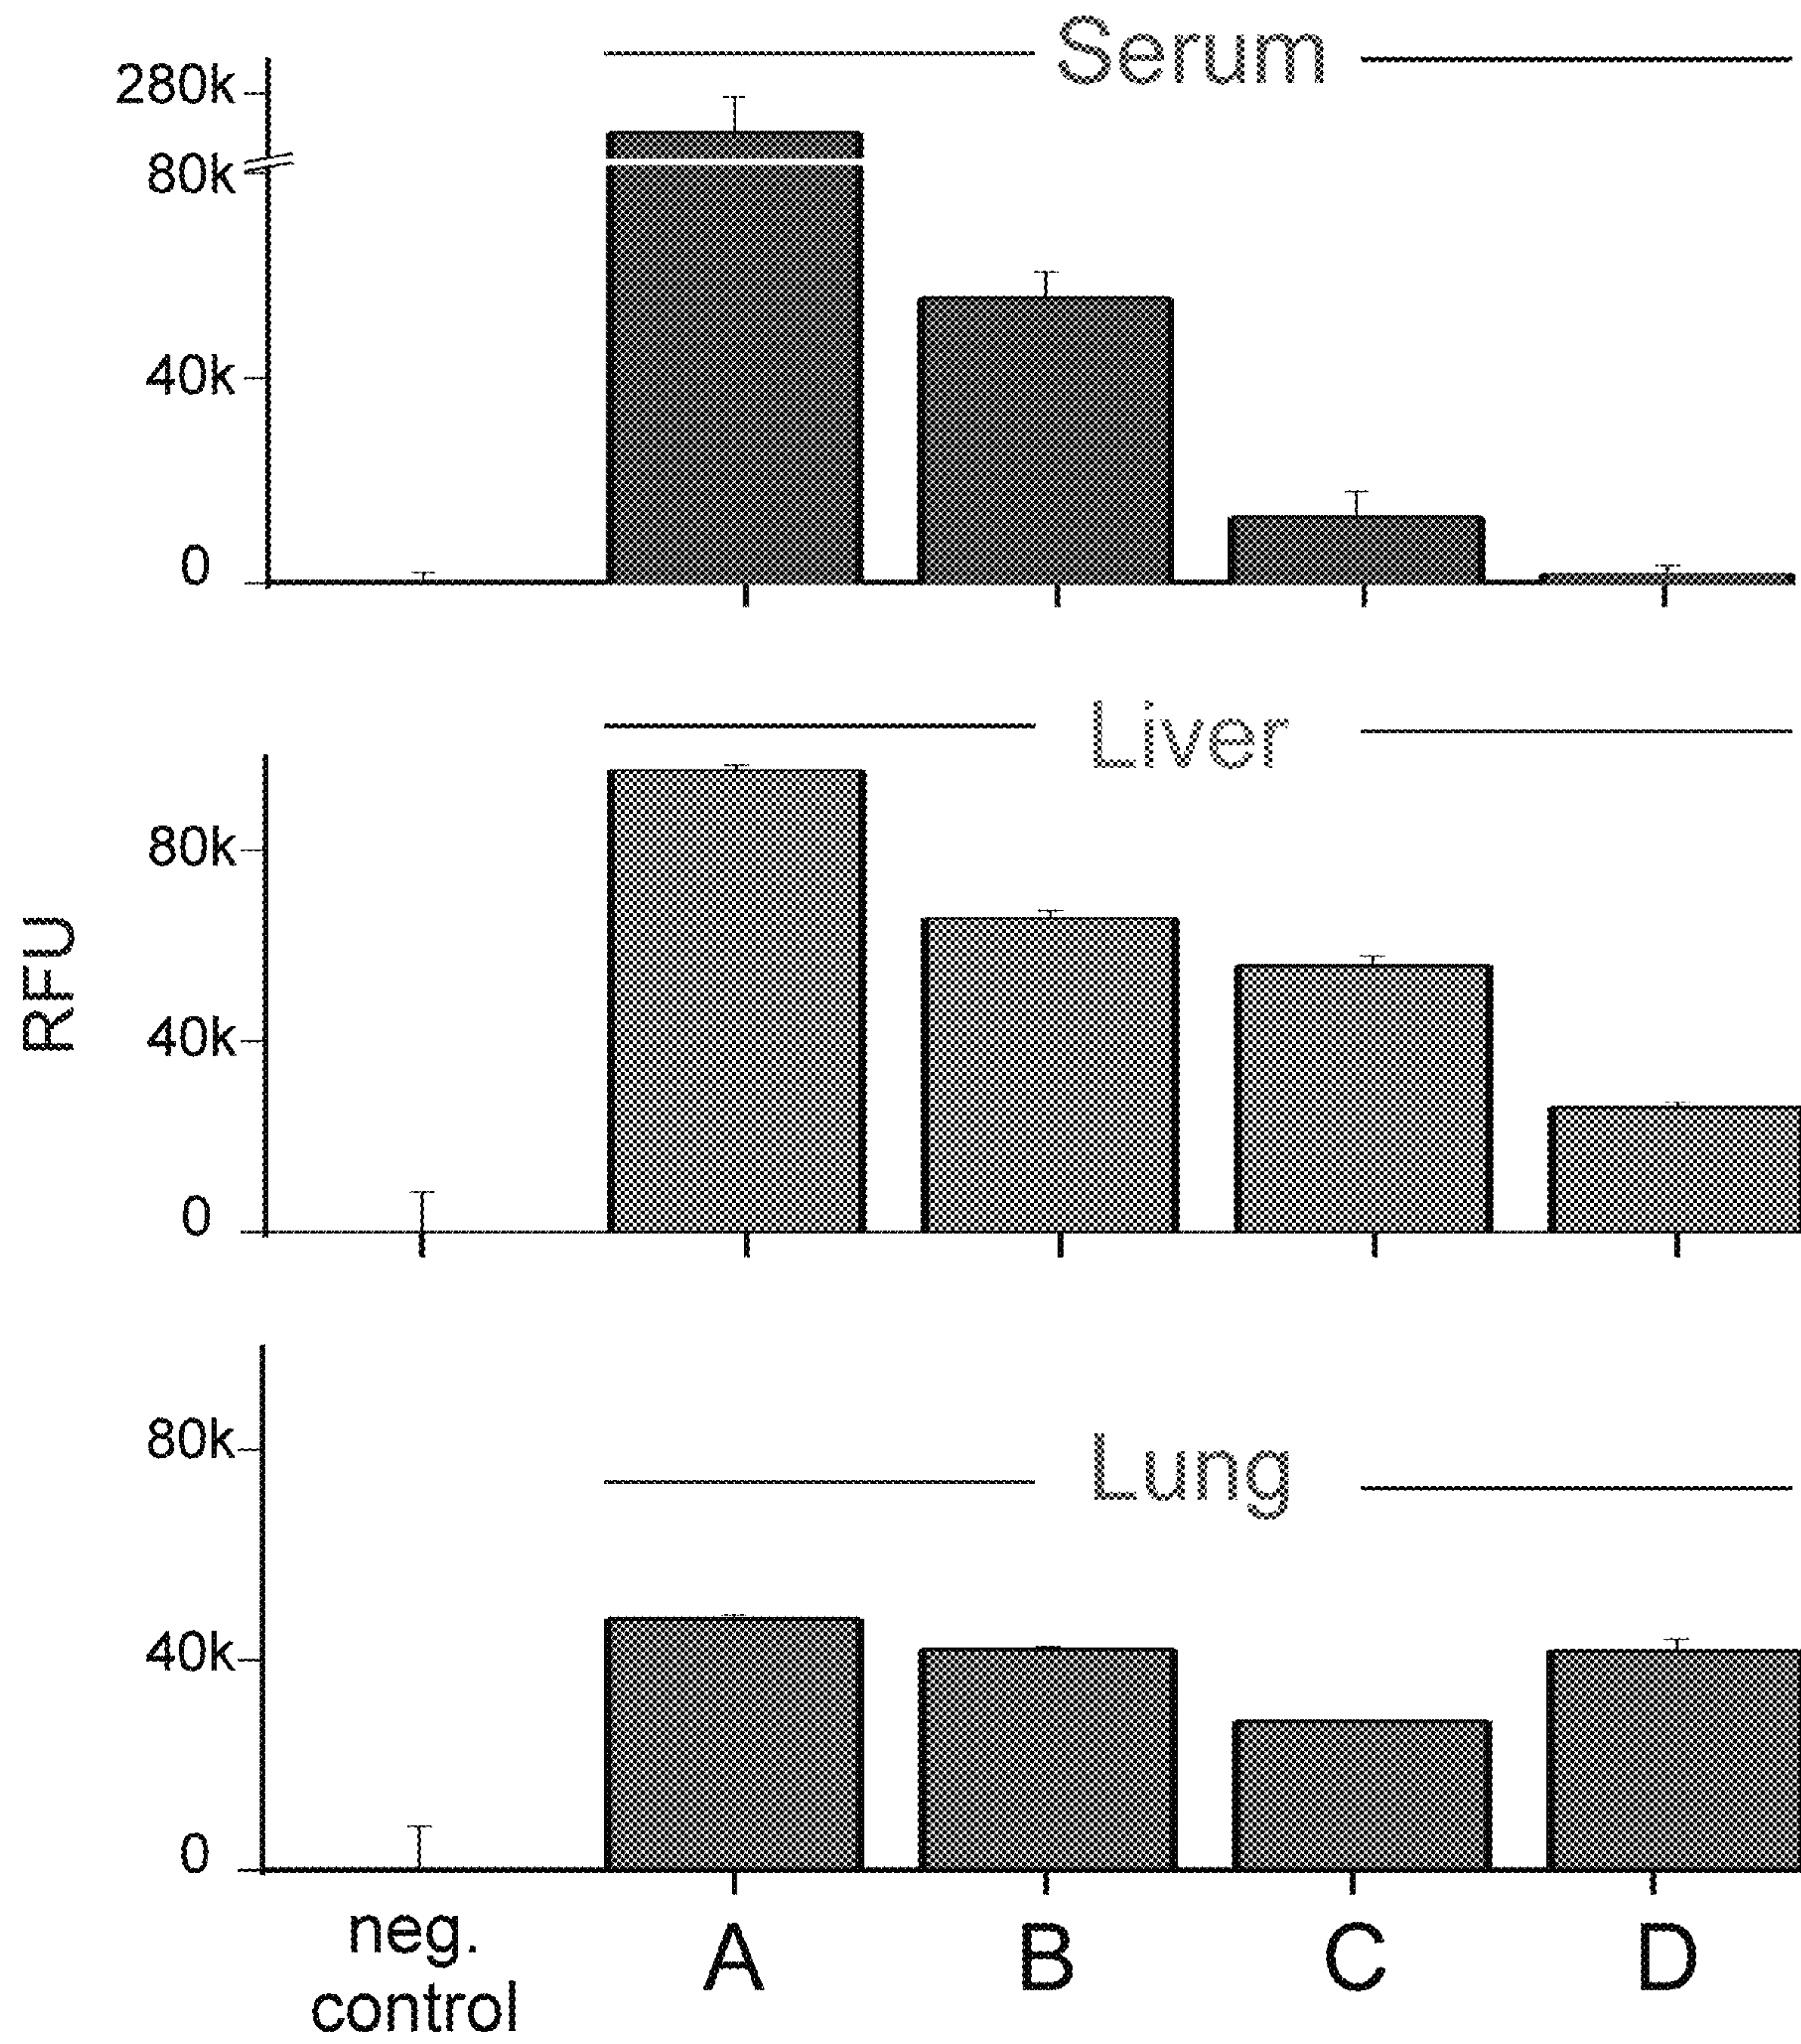 Serum
280k
80k
40k
0
Liver
80k
40k
0
RFU
Lung
80k
40k
0
neg.
control
A B C D